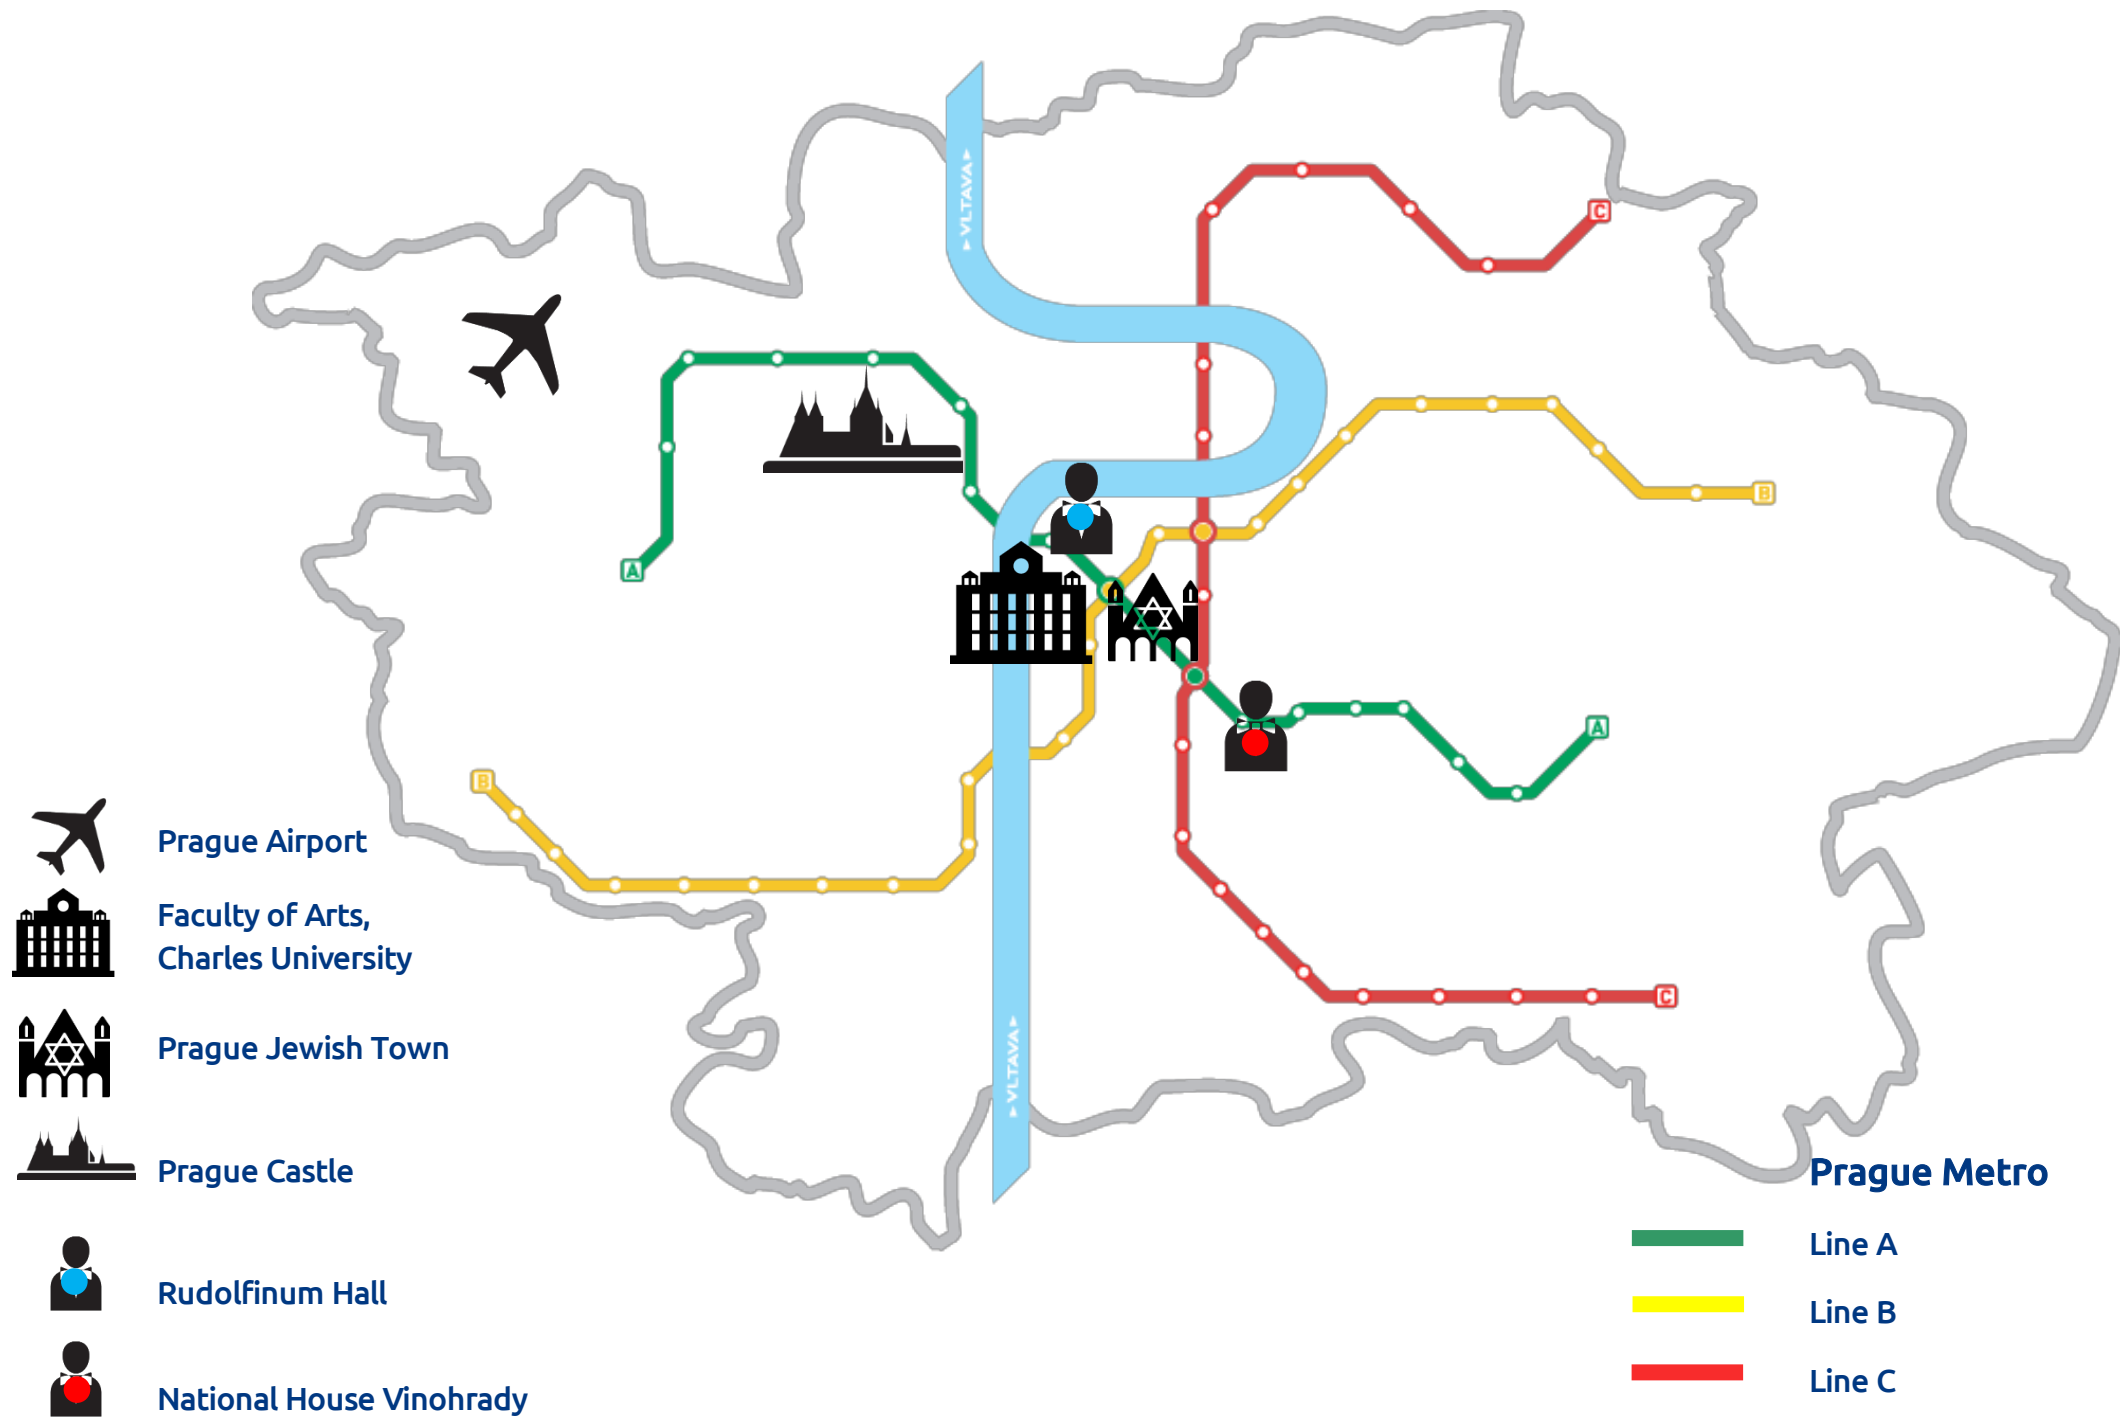 VLTAVA
C
B
A
A
B
C
VLTAVA
Prague Airport
Faculty of Arts,
Charles University
Prague Jewish Town
Prague Castle
Rudolfinum Hall
National House Vinohrady
Prague Metro
Line A
Line B
Line C